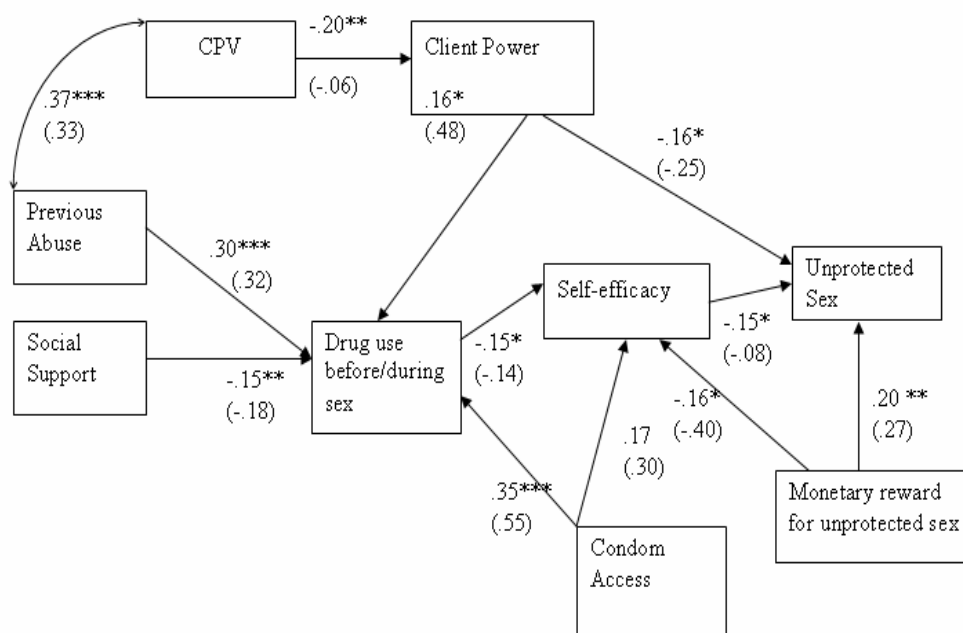 -.20**
CPV
Client Power
(-.06)
.37***
(.33)
.16*
(.48)
-.16*
(-.25)
Previous
Abuse
.30***
(.32)
Unprotected
Sex
Self-efficacy
Social
Support
Drug use
before/during
sex
-.15**
(-.18)
-.15*
(-.14)
-.15*
(-.08)
-.16*
(-.40)
.20 **
(.27)
.17
(.30)
.35***
(.55)
Monetary reward
for unprotected sex
Condom
Access